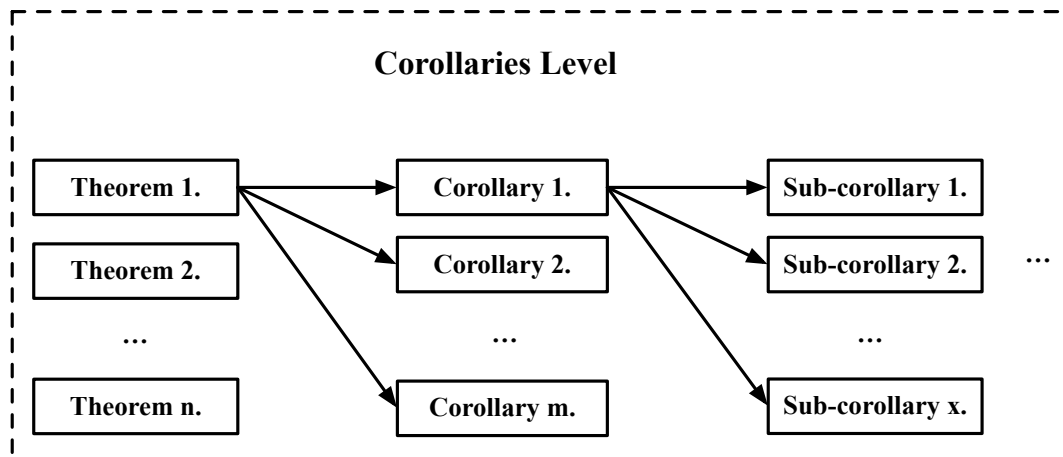 Corollaries Level
Theorem 1.
Corollary 1.
Sub-corollary 1.
Theorem 2.
Corollary 2.
Sub-corollary 2.
...
...
...
...
Theorem n.
Corollary m.
Sub-corollary x.